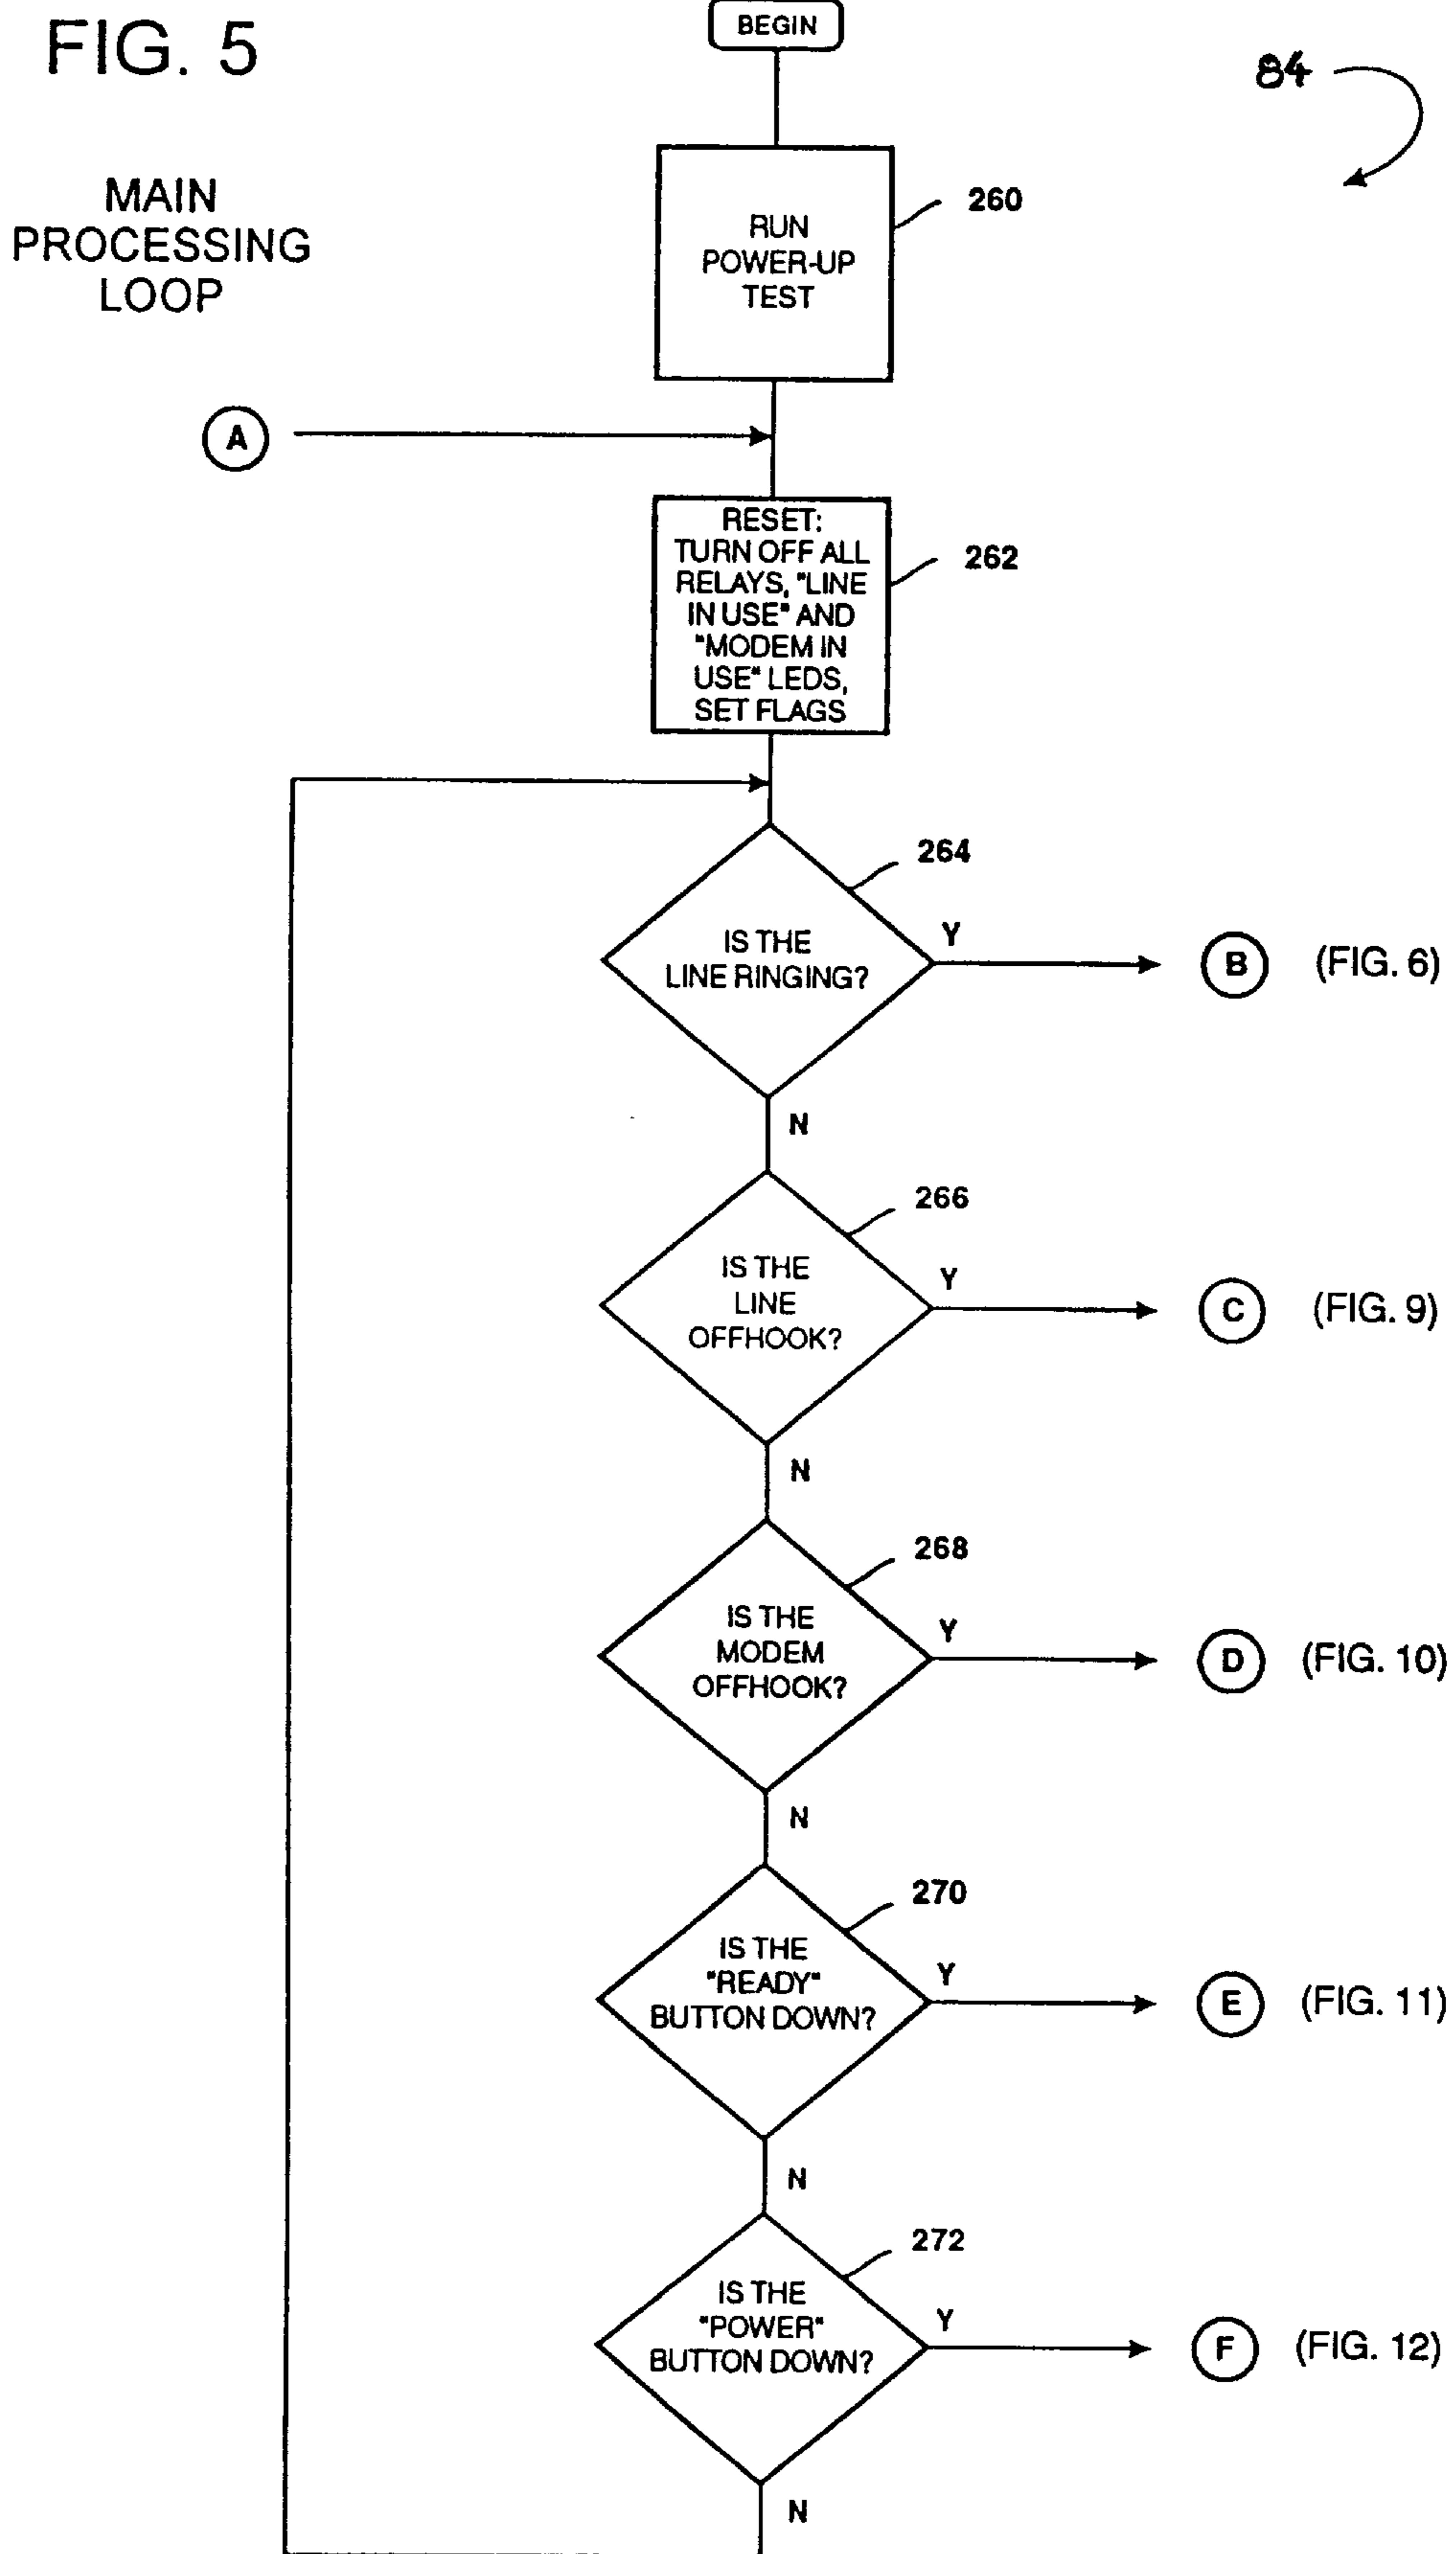 FIG. 5
BEGIN
84
MAIN
PROCESSING
LOOP
260
RUN
POWER-UP
TEST
A
RESET:
TURN OFF ALL
RELAYS, "LINE
IN USE" AND
"MODEM IN
USE" LEDS,
SET FLAGS
262
264
IS THE
LINE RINGING?
Y
B
(FIG. 6)
N
266
IS THE
LINE
OFFHOOK?
Y
C
(FIG. 9)
N
268
IS THE
MODEM
OFFHOOK?
Y
D
(FIG. 10)
N
270
IS THE
"READY"
BUTTON DOWN?
Y
E
(FIG. 11)
N
272
IS THE
"POWER"
BUTTON DOWN?
Y
F
(FIG. 12)
N